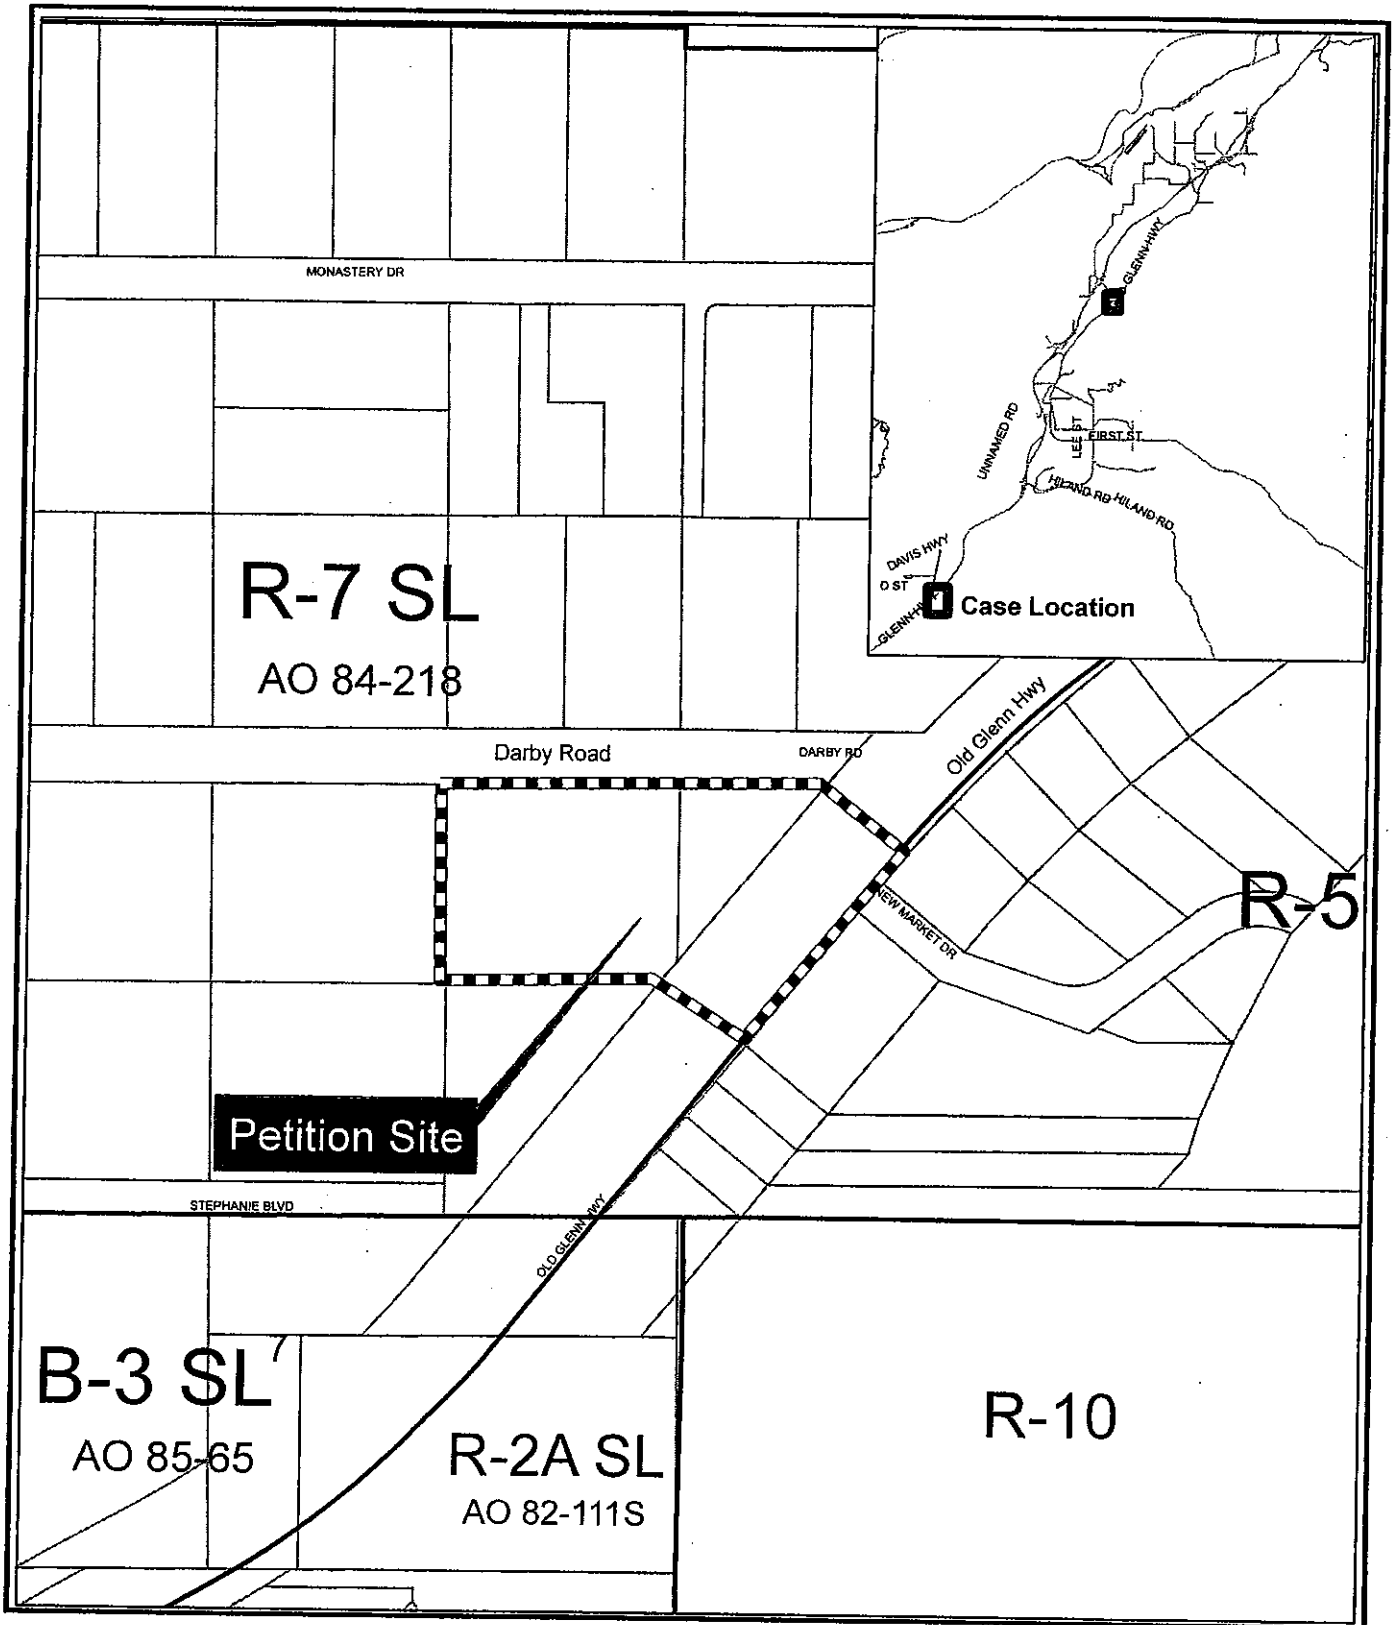 MONASTERY DR
GLENN HWY
UNNAMED RD
LEE ST
FIRST ST
HILAND RD
HILAND RD
DAVIS HWY
O ST
GLENN HWY
Case Location
R-7 SL
AO 84-218
Old Glenn Hwy
Darby Road
DARBY RD
R-5
NEW MARKET DR
Petition Site
STEPHANIE BLVD
OLD GLENN HWY
B-3 SL
AO 85-65
R-2A SL
AO 82-111S
R-10